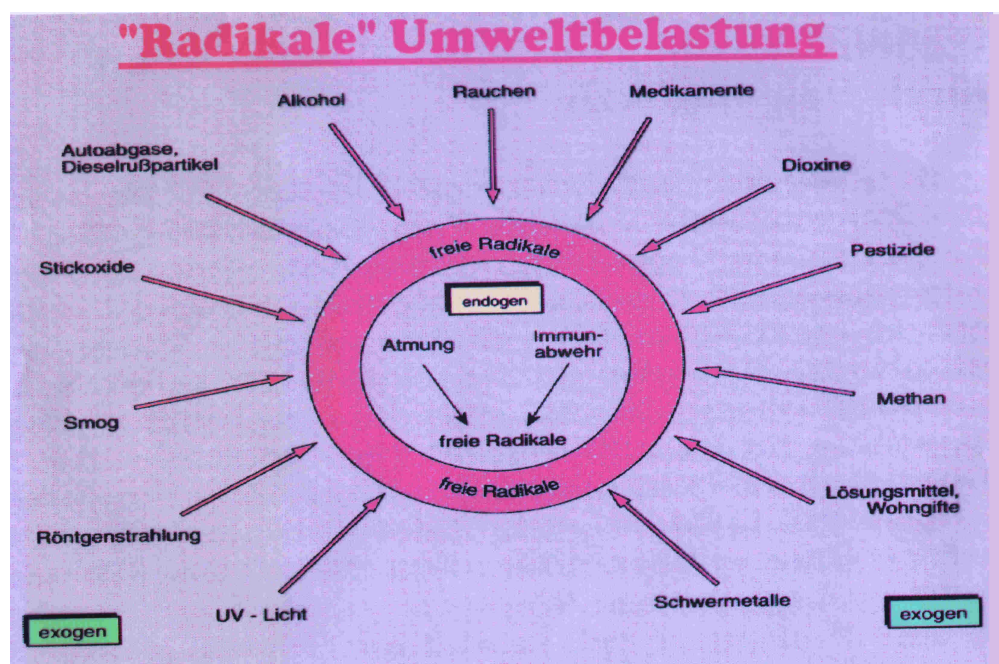 "Radikale" Umweltbelastung
Alkohol
Rauchen
Medikamente
Autoabgase,
Dieselrußpartikel
Dioxine
Stickoxide
Pestizide
freie Radikale
endogen
Atmung
Immun-
abwehr
freie Radikale
freie Radikale
Smog
Methan
Röntgenstrahlung
Lösungsmittel,
Wohngifte
UV - Licht
Schwermetalle
exogen
exogen